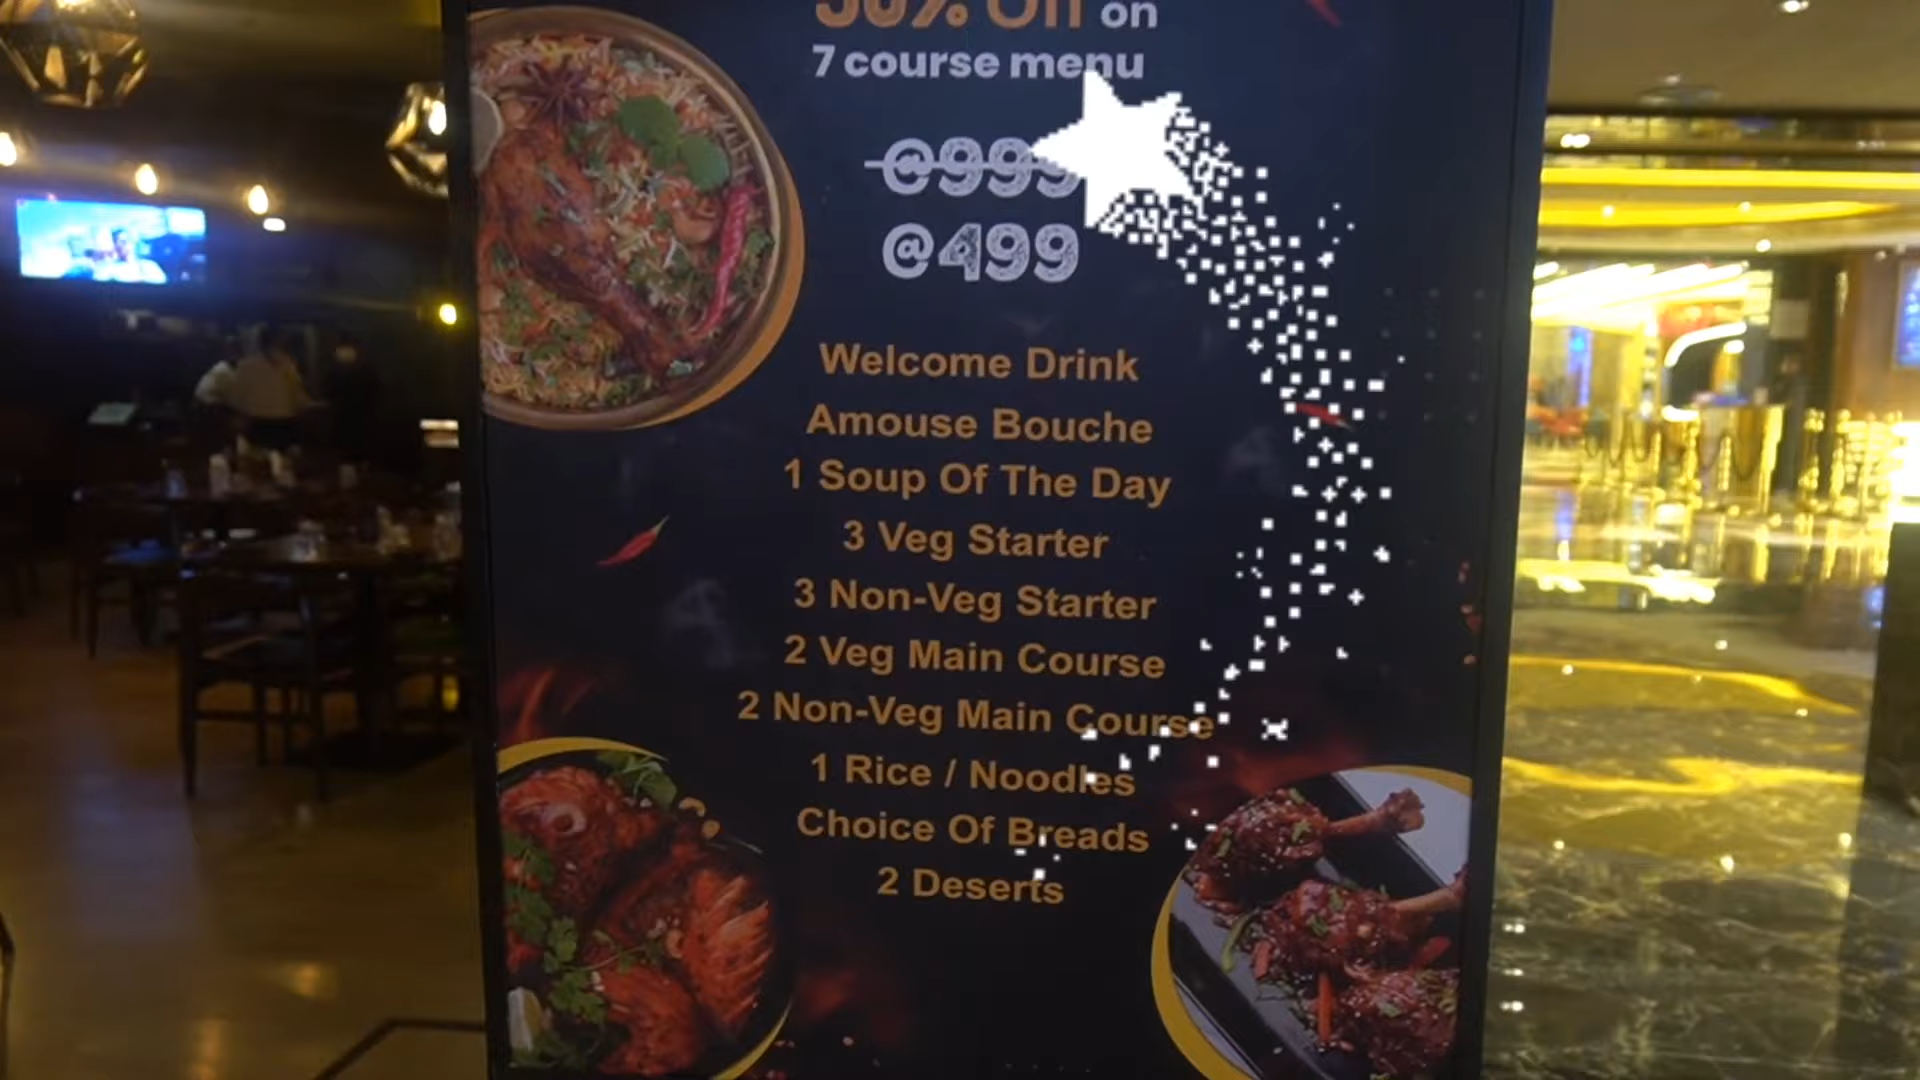 50% Off on
7 course menu
@999
@499
Welcome Drink
Amouse Bouche
1 Soup Of The Day
3 Veg Starter
3 Non-Veg Starter
2 Veg Main Course
2 Non-Veg Main Course
1 Rice / Noodles
Choice Of Breads
2 Deserts